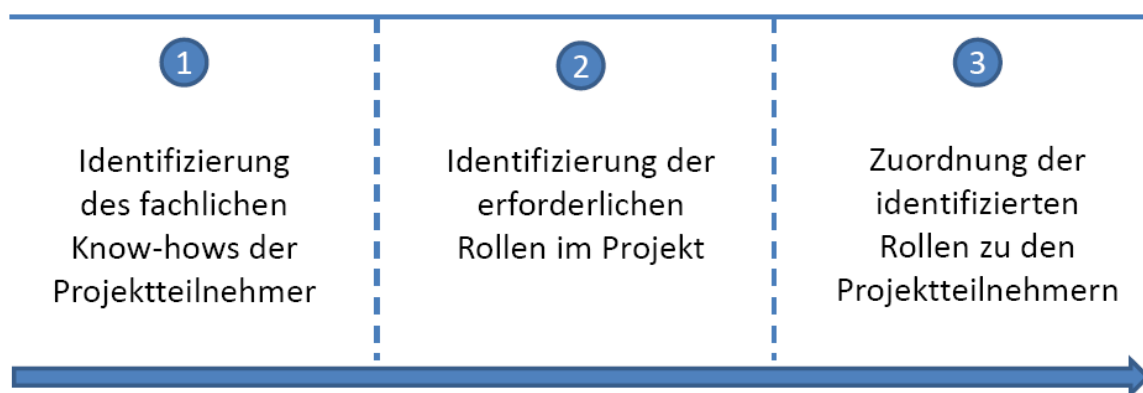 1
Identifizierung
des fachlichen
Know-hows der
Projektteilnehmer
2
Identifizierung der
erforderlichen
Rollen im Projekt
3
Zuordnung der
identifizierten
Rollen zu den
Projektteilnehmern